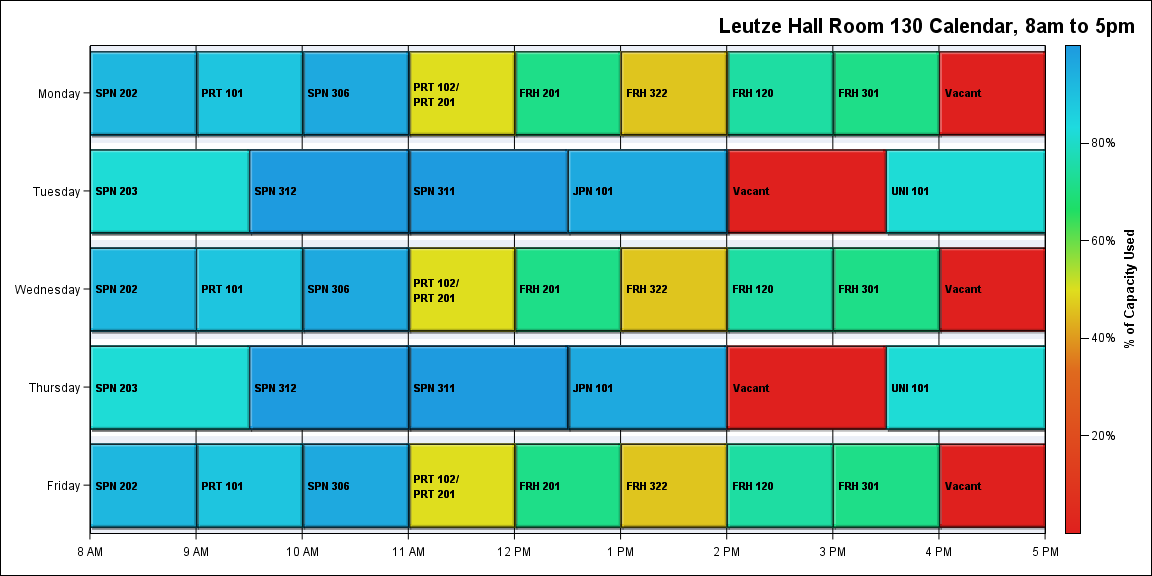 Leutze Hall Room 130 Calendar, 8am to 5pm
Monday
SPN 202
PRT 101
SPN 306
PRT 102/
PRT 201
FRH 201
FRH 322
FRH 120
FRH 301
Vacant
Tuesday
SPN 203
SPN 312
SPN 311
JPN 101
Vacant
UNI 101
Wednesday
SPN 202
PRT 101
SPN 306
PRT 102/
PRT 201
FRH 201
FRH 322
FRH 120
FRH 301
Vacant
Thursday
SPN 203
SPN 312
SPN 311
JPN 101
Vacant
UNI 101
Friday
SPN 202
PRT 101
SPN 306
PRT 102/
PRT 201
FRH 201
FRH 322
FRH 120
FRH 301
Vacant
8 AM
9 AM
10 AM
11 AM
12 PM
1 PM
2 PM
3 PM
4 PM
5 PM
80%
60%
40%
20%
% of Capacity Used